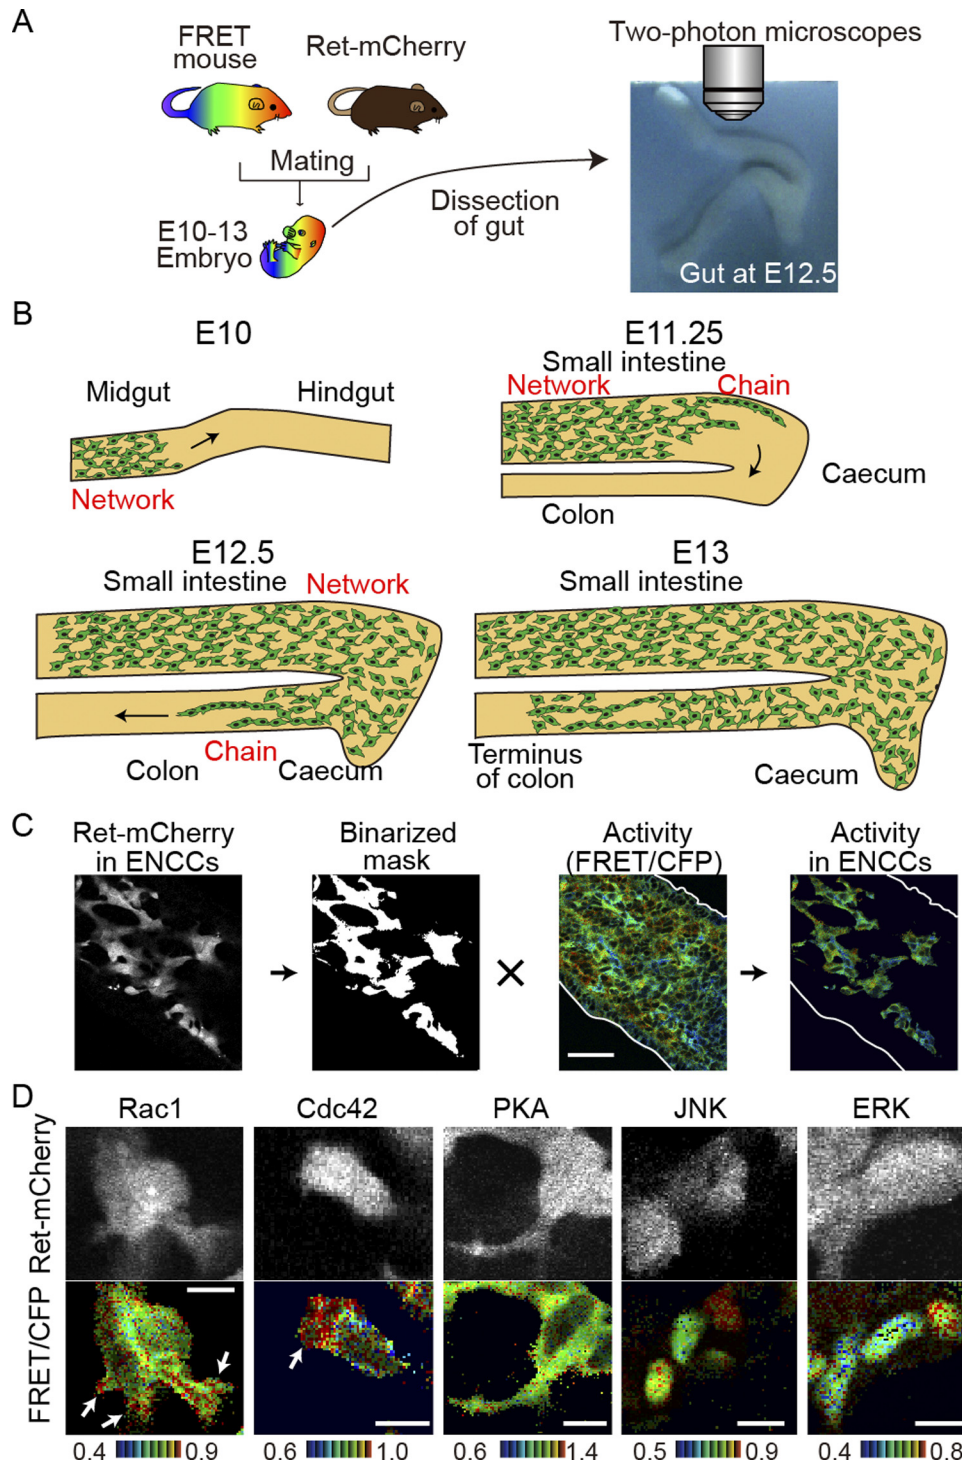 A
FRET
mouse
Ret-mCherry
Two-photon microscopes
Mating
E10-13
Embryo
Dissection
of gut
Gut at E12.5
B
E10
Midgut
Hindgut
Network
E11.25
Small intestine
Network
Chain
Caecum
Colon
E12.5
Small intestine
Network
Chain
Colon
Caecum
E13
Small intestine
Terminus
of colon
Caecum
C
Ret-mCherry
in ENCCs
Binarized
mask
Activity
(FRET/CFP)
Activity
in ENCCs
×
D
Rac1
Cdc42
PKA
JNK
ERK
Ret-mCherry
FRET/CFP
0.4 0.9
0.6 1.0
0.6 1.4
0.5 0.9
0.4 0.8